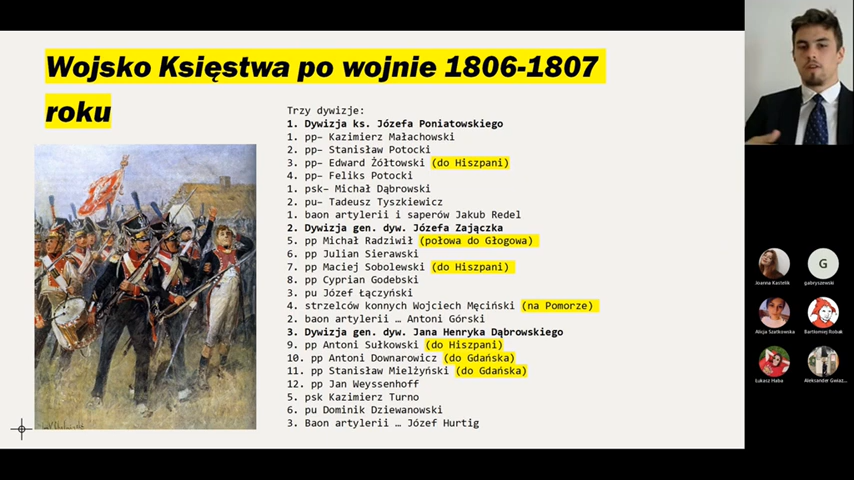 Wojsko Księstwa po wojnie 1806-1807
roku
Trzy dywizje:
1. Dywizja ks. Józefa Poniatowskiego
1. pp– Kazimierz Małachowski
2. pp– Stanisław Potocki
3. pp– Edward Żółtowski (do Hiszpani)
4. pp– Feliks Potocki
1. psk– Michał Dąbrowski
2. pu– Tadeusz Tyszkiewicz
1. baon artylerii i saperów Jakub Redel
2. Dywizja gen. dyw. Józefa Zajączka
5. pp Michał Radziwił (połowa do Głogowa)
6. pp Julian Sierawski
7. pp Maciej Sobolewski (do Hiszpani)
8. pp Cyprian Godebski
3. pu Józef Łączyński
4. strzelców konnych Wojciech Męciński (na Pomorze)
2. baon artylerii … Antoni Górski
3. Dywizja gen. dyw. Jana Henryka Dąbrowskiego
9. pp Antoni Sułkowski (do Hiszpani)
10. pp Antoni Downarowicz (do Gdańska)
11. pp Stanisław Mielżyński (do Gdańska)
12. pp Jan Weyssenhoff
5. psk Kazimierz Turno
6. pu Dominik Dziewanowski
3. Baon artylerii … Józef Hurtig
G
Joanna Kastelik
gabryszewski
Alicja Szatkowska
Bartłomiej Robak
Łukasz Haba
Aleksander Gwiaz...